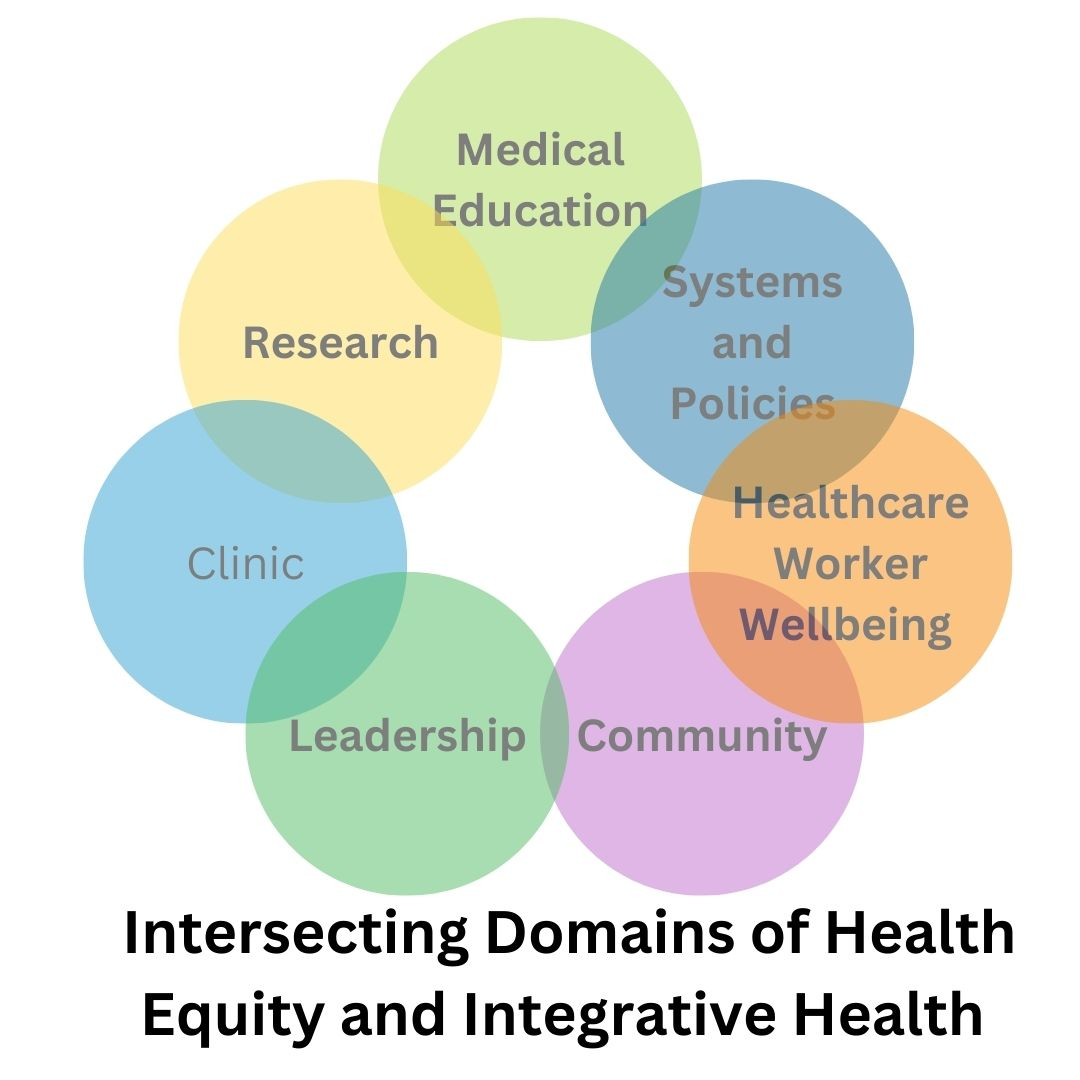 Medical
Education
Systems
and
Policies
Research
Healthcare
Worker
Wellbeing
Clinic
Leadership
Community
Intersecting Domains of Health
Equity and Integrative Health